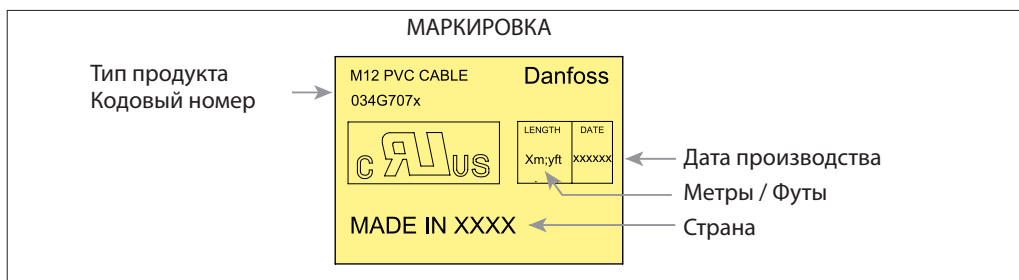 МАРКИРОВКА
Тип продукта
Кодовый номер
M12 PVC CABLE
Danfoss
034G707x
c RU US
LENGTH
DATE
Xm;yft
xxxxxx
MADE IN XXXX
Дата производства
Метры / Футы
Страна